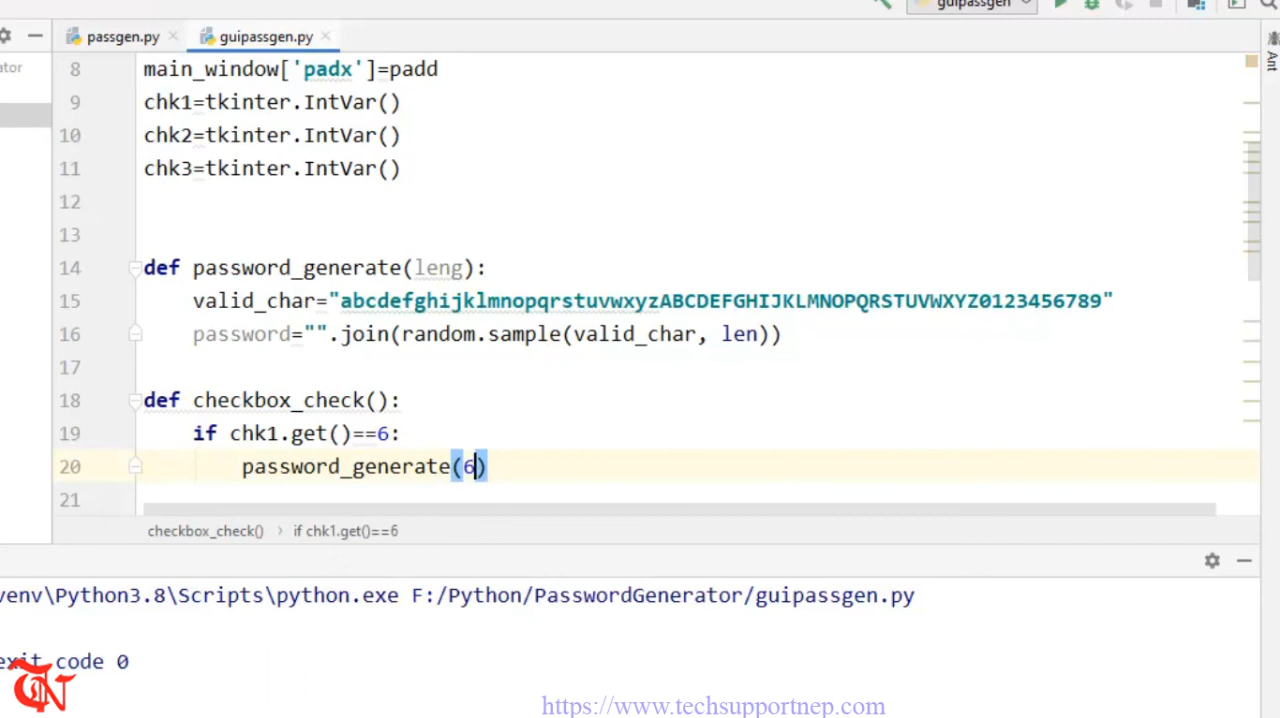 guipassgen
passgen.py
guipassgen.py
Ant
ator
8 main_window['padx']=padd
9 chk1=tkinter.IntVar()
10 chk2=tkinter.IntVar()
11 chk3=tkinter.IntVar()
12
13
14 def password_generate(leng):
15 valid_char="abcdefghijklmnopqrstuvwxyzABCDEFGHIJKLMNOPQRSTUVWXYZ0123456789"
16 password="".join(random.sample(valid_char, len))
17
18 def checkbox_check():
19 if chk1.get()==6:
20 password_generate(6)
21
checkbox_check() › if chk1.get()==6
venv\Python3.8\Scripts\python.exe F:/Python/PasswordGenerator/guipassgen.py
exit code 0
TN
https://www.techsupportnep.com